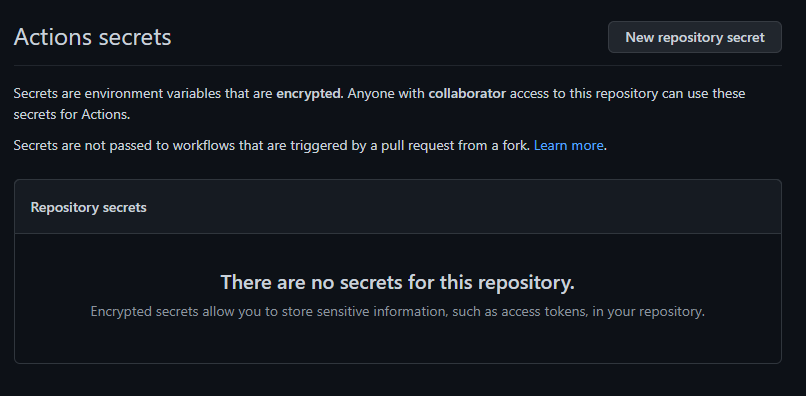 Actions secrets
New repository secret
Secrets are environment variables that are encrypted. Anyone with collaborator access to this repository can use these
secrets for Actions.
Secrets are not passed to workflows that are triggered by a pull request from a fork. Learn more.
Repository secrets
There are no secrets for this repository.
Encrypted secrets allow you to store sensitive information, such as access tokens, in your repository.